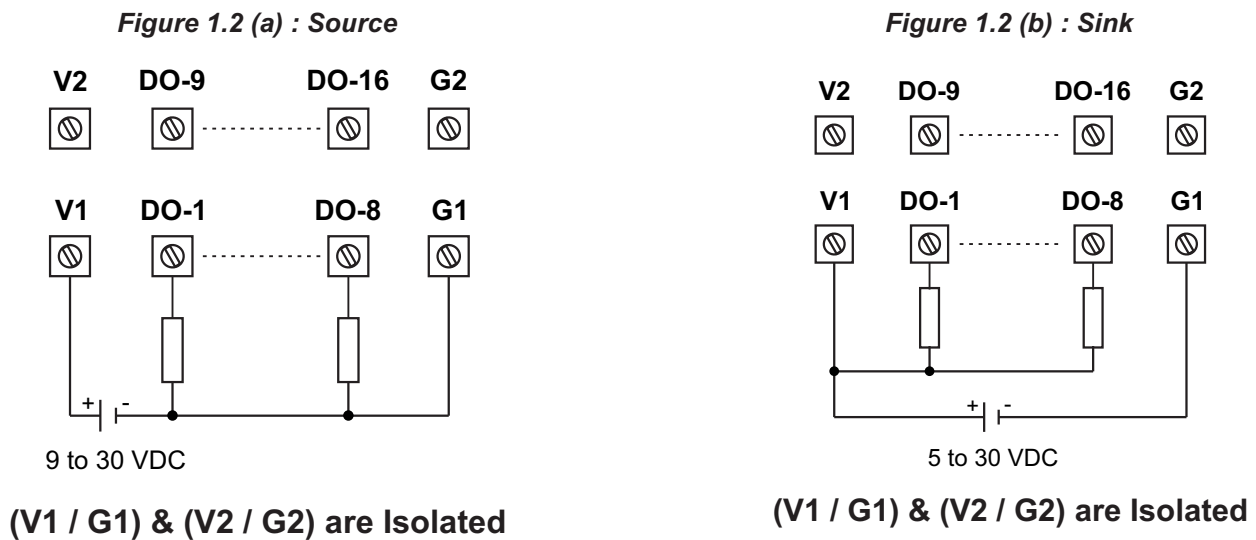 Figure 1.2 (a) : Source
V2 DO-9 DO-16 G2
V1 DO-1 DO-8 G1
+ -
9 to 30 VDC
(V1 / G1) & (V2 / G2) are Isolated
Figure 1.2 (b) : Sink
V2 DO-9 DO-16 G2
V1 DO-1 DO-8 G1
+ -
5 to 30 VDC
(V1 / G1) & (V2 / G2) are Isolated